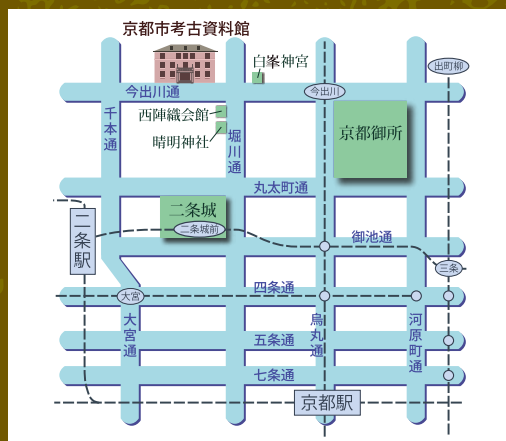 京都市考古資料館
白峯神宮
出町柳
今出川通
今出川
千本通
西陣織会館
晴明神社
堀川通
京都御所
丸太町通
二条城
二条城前
二条駅
御池通
三条
四条通
大宮
大宮通
烏丸通
河原町通
五条通
七条通
京都駅